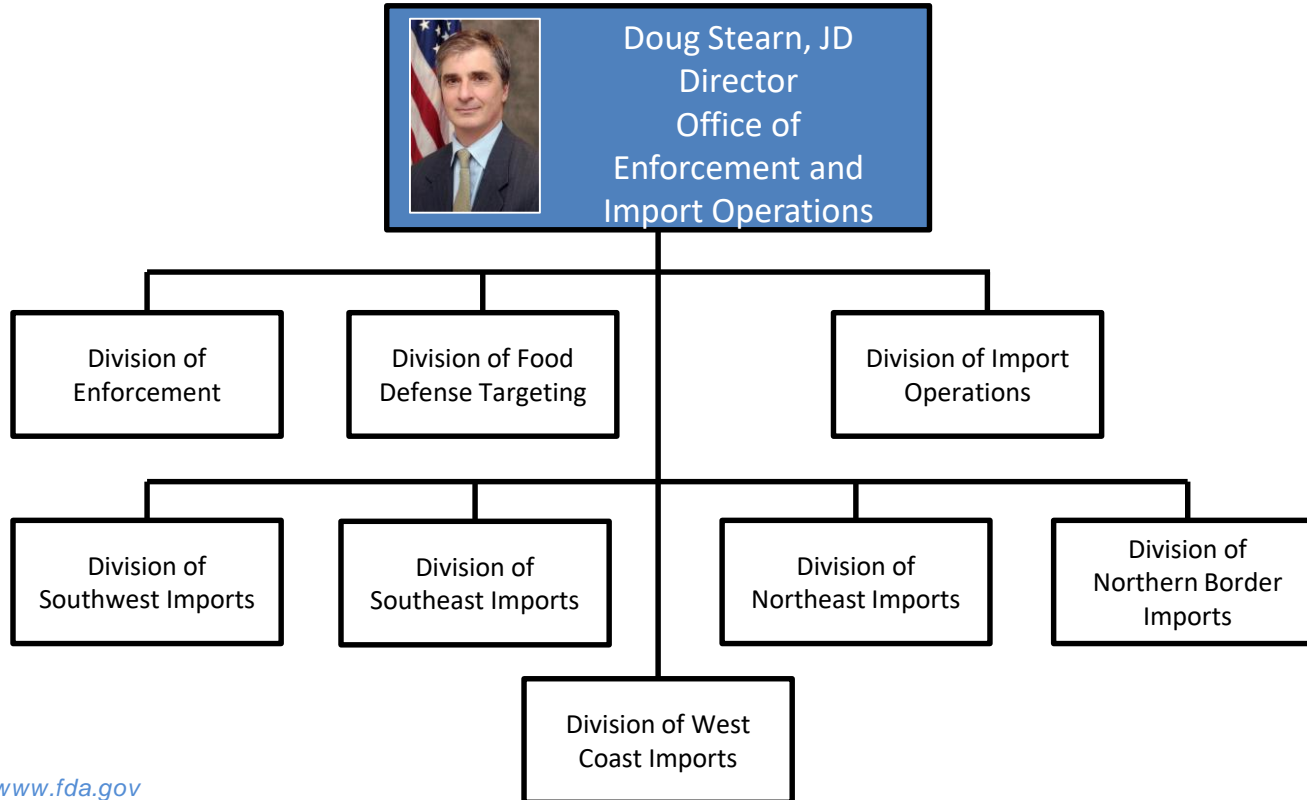 Doug Stearn, JD
Director
Office of
Enforcement and
Import Operations
Division of
Enforcement
Division of Food
Defense Targeting
Division of Import
Operations
Division of
Southwest Imports
Division of
Southeast Imports
Division of
Northeast Imports
Division of
Northern Border
Imports
Division of West
Coast Imports
www.fda.gov